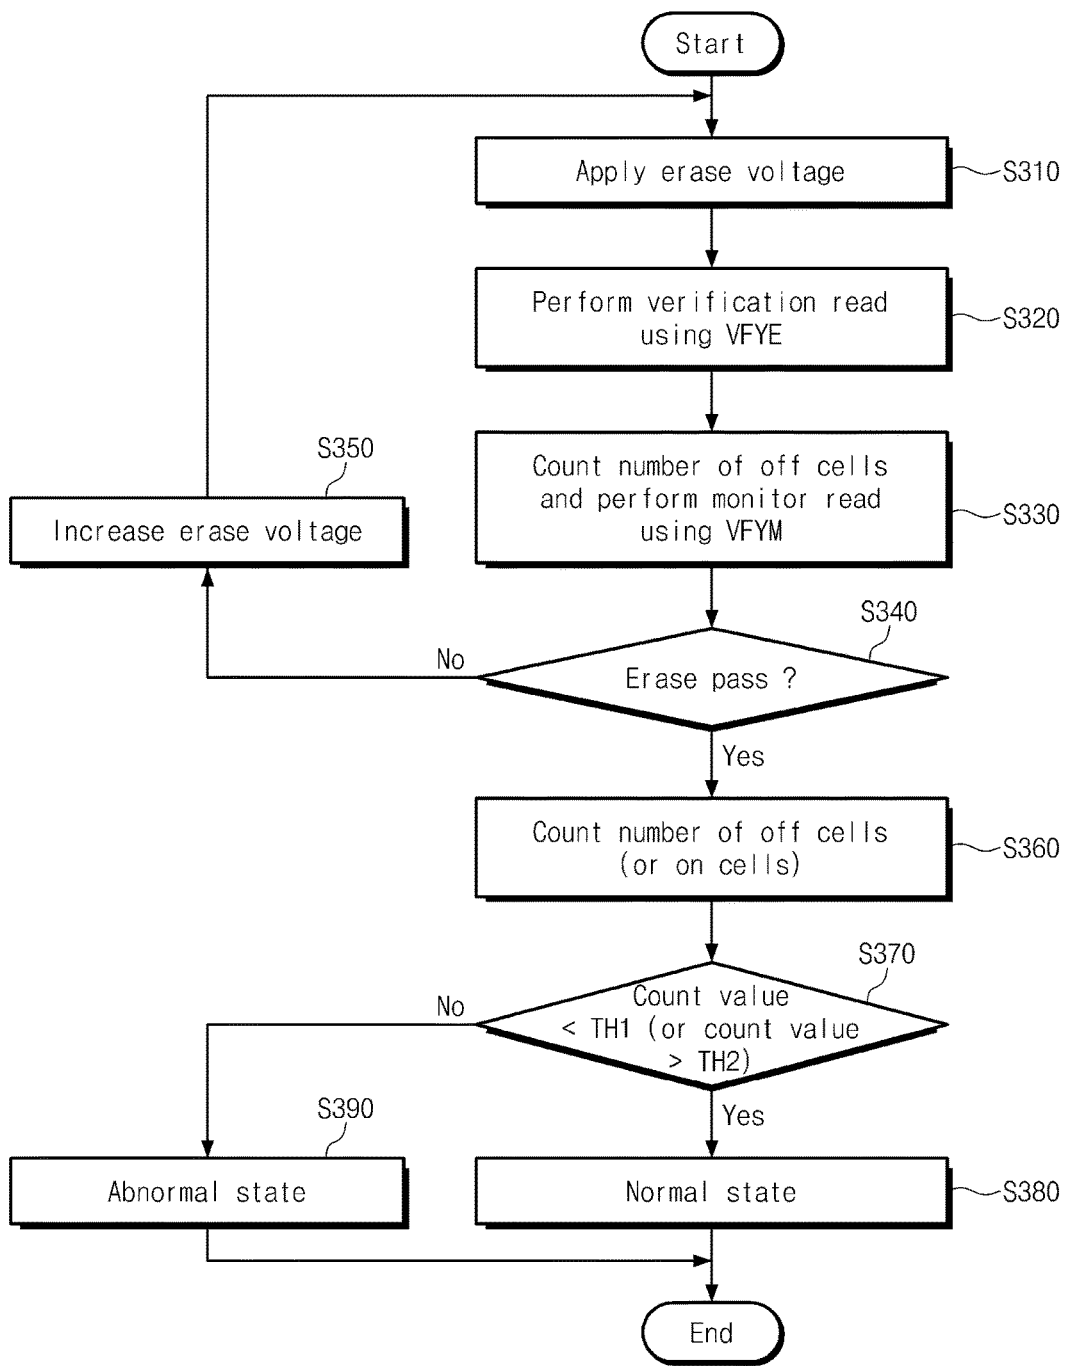 Start
Apply erase voltage
S310
Perform verification read
using VFYE
S320
Count number of off cells
and perform monitor read
using VFYM
S330
S350
Increase erase voltage
S340
Erase pass ?
No
Yes
Count number of off cells
(or on cells)
S360
S370
Count value
< TH1 (or count value
> TH2)
No
Yes
S390
Abnormal state
Normal state
S380
End